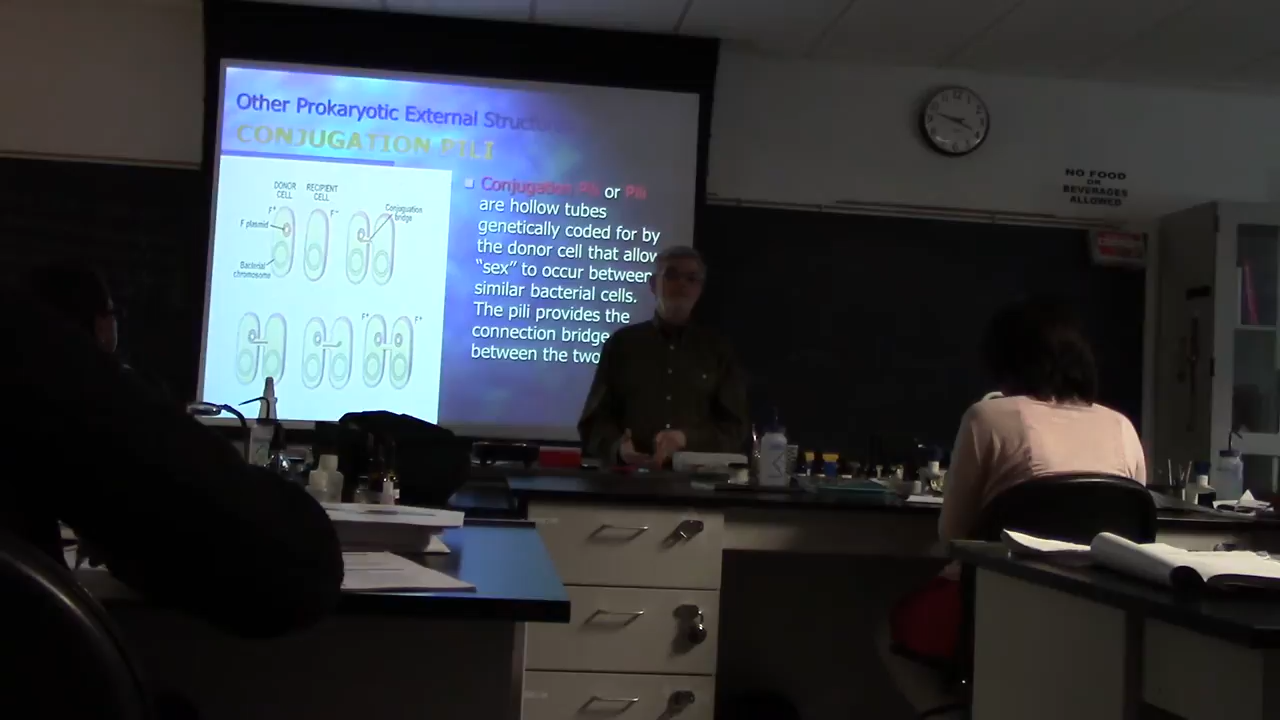 Other Prokaryotic External Structures
CONJUGATION PILI
DONOR
CELL
RECIPIENT
CELL
F⁺
F⁻
F plasmid
Bacterial
chromosome
Conjuguation
bridge
F⁺
F⁺
Conjugation Pili or Pili
are hollow tubes
genetically coded for by
the donor cell that allow
"sex" to occur between
similar bacterial cells.
The pili provides the
connection bridge
between the two
NO FOOD
OR
BEVERAGES
ALLOWED